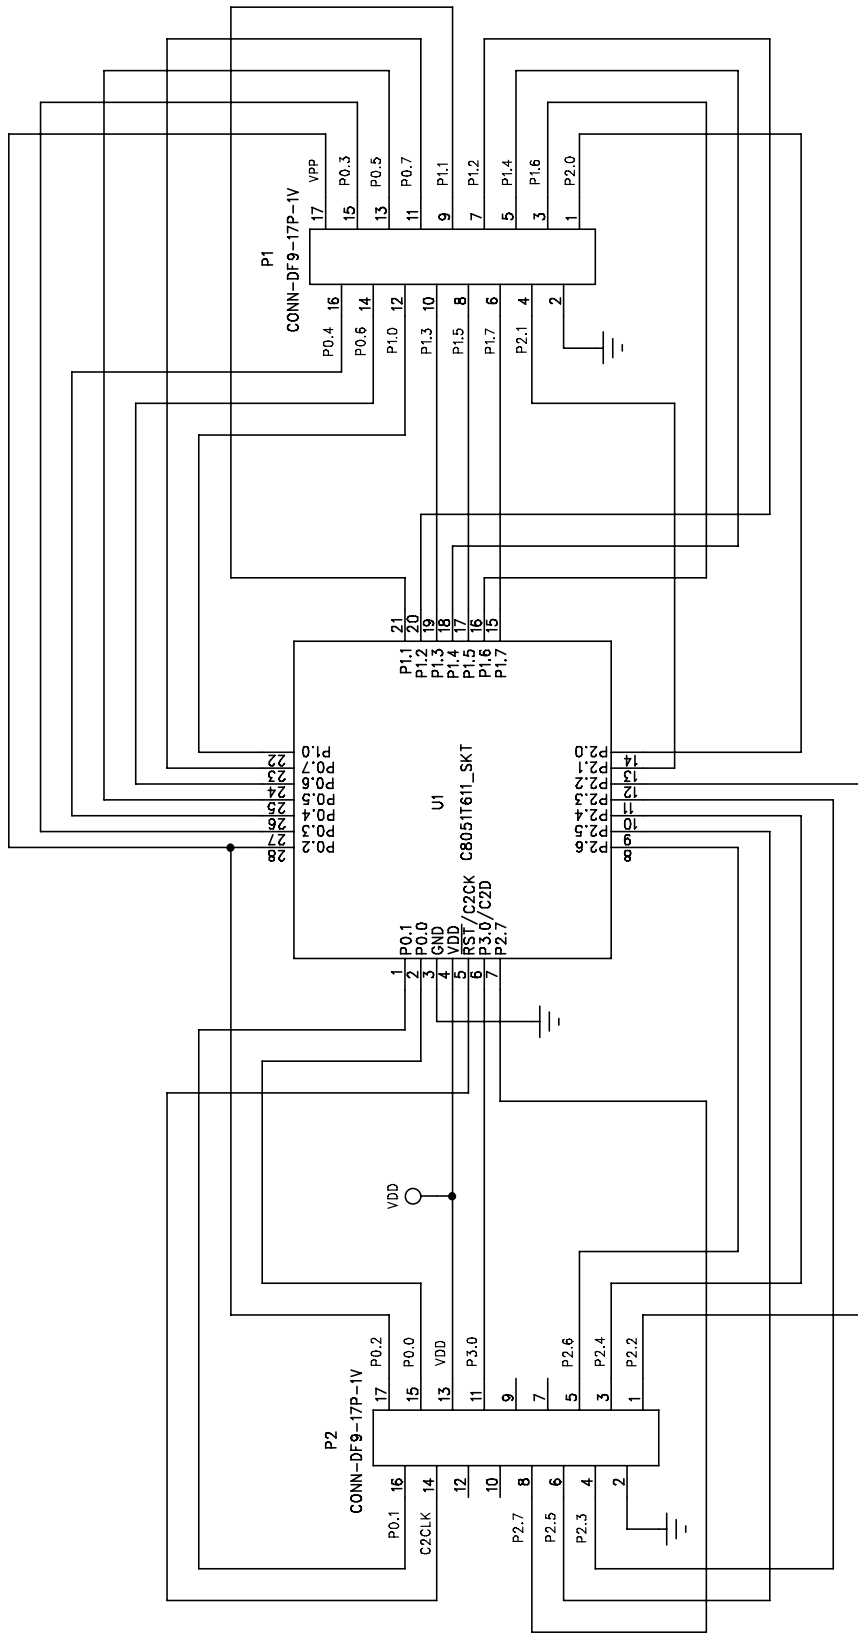 P1
CONN-DF9-17P-1V
17
15
13
11
9
7
5
3
1
VPP
P0.3
P0.5
P0.7
P1.1
P1.2
P1.4
P1.6
P2.0
16
14
12
10
8
6
4
2
P0.4
P0.6
P1.0
P1.3
P1.5
P1.7
P2.1
U1
C8051T611_SKT
21
20
19
18
17
16
15
P1.1
P1.2
P1.3
P1.4
P1.5
P1.6
P1.7
22
23
24
25
26
27
28
P1.0
P0.7
P0.6
P0.5
P0.4
P0.3
P0.2
P2.0
P2.1
P2.2
P2.3
P2.4
P2.5
P2.6
14
13
12
11
10
9
8
P0.1
P0.0
GND
VDD
RST/C2CK
P3.0/C2D
P2.7
1
2
3
4
5
6
7
VDD
P2
CONN-DF9-17P-1V
P0.2
P0.0
VDD
P3.0
P2.6
P2.4
P2.2
17
15
13
11
9
7
5
3
1
16
14
12
10
8
6
4
2
P0.1
C2CLK
P2.7
P2.5
P2.3